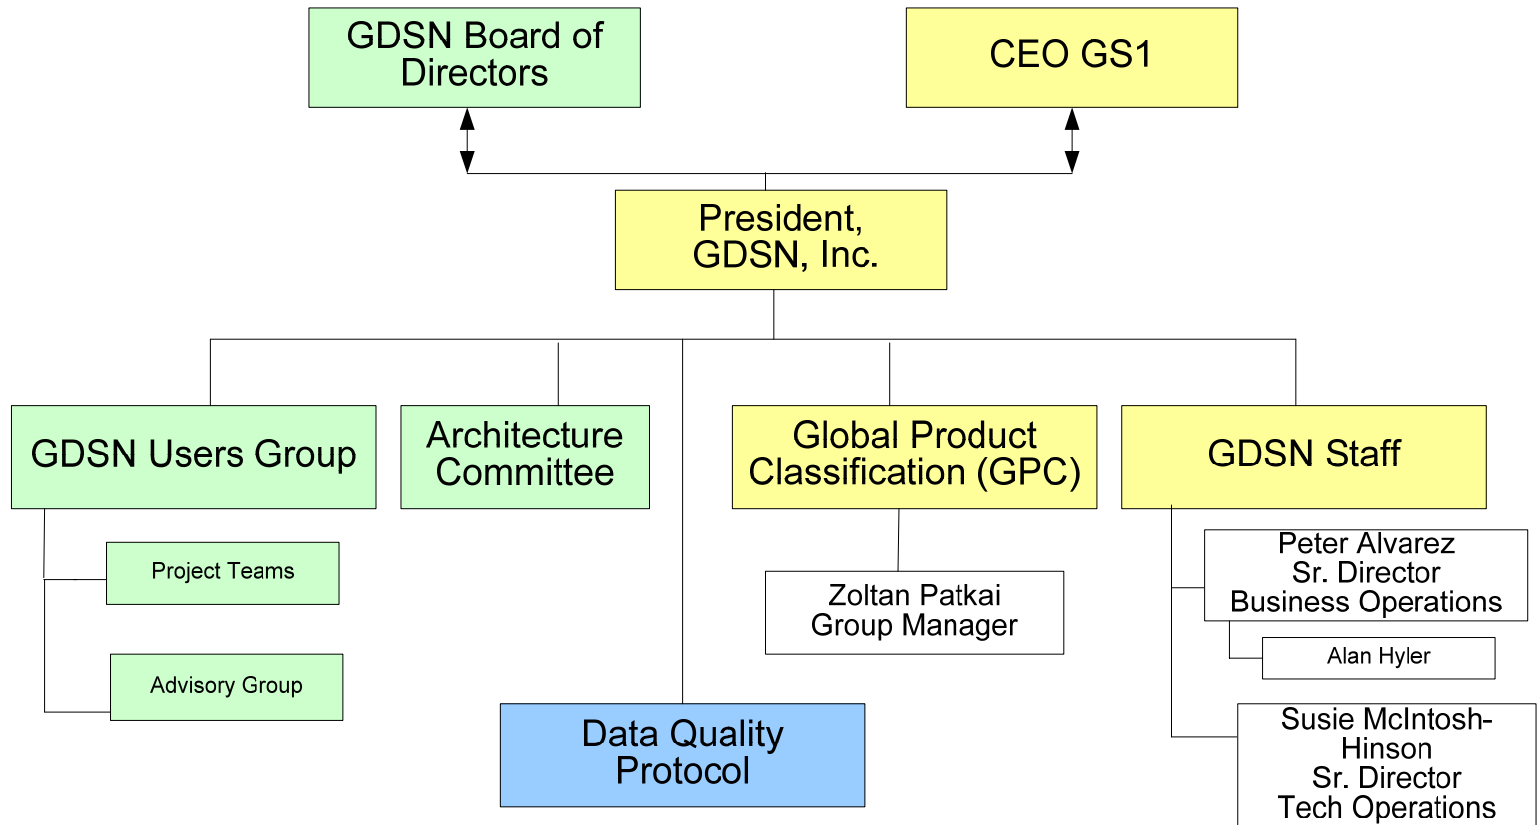 GDSN Board of
Directors
CEO GS1
President,
GDSN, Inc.
GDSN Users Group
Architecture
Committee
Global Product
Classification (GPC)
GDSN Staff
Project Teams
Advisory Group
Zoltan Patkai
Group Manager
Peter Alvarez
Sr. Director
Business Operations
Alan Hyler
Data Quality
Protocol
Susie McIntosh-
Hinson
Sr. Director
Tech Operations